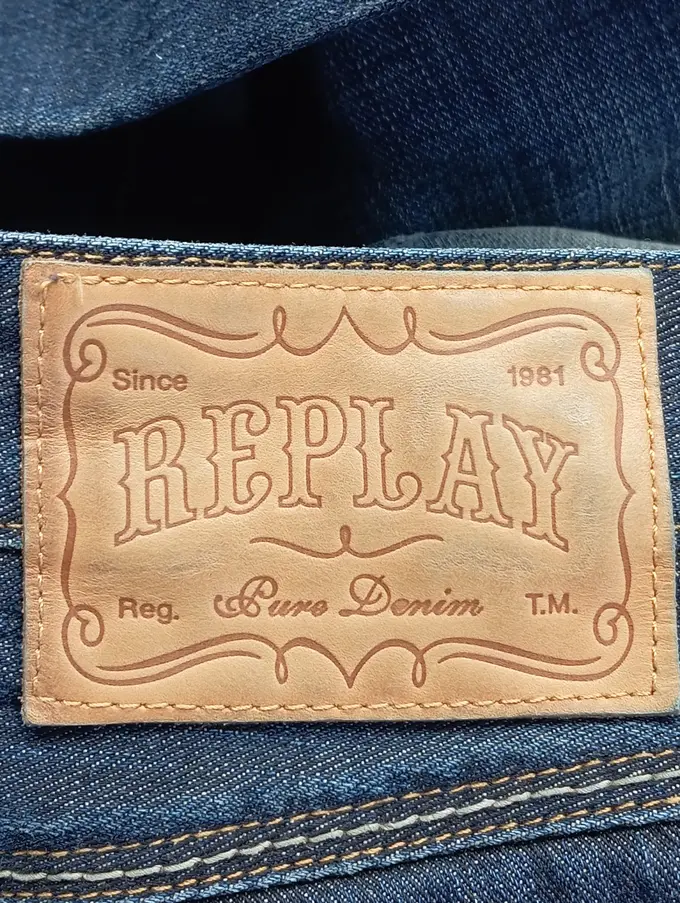 Since 1981
REPLAY
Reg. Pure Denim T.M.